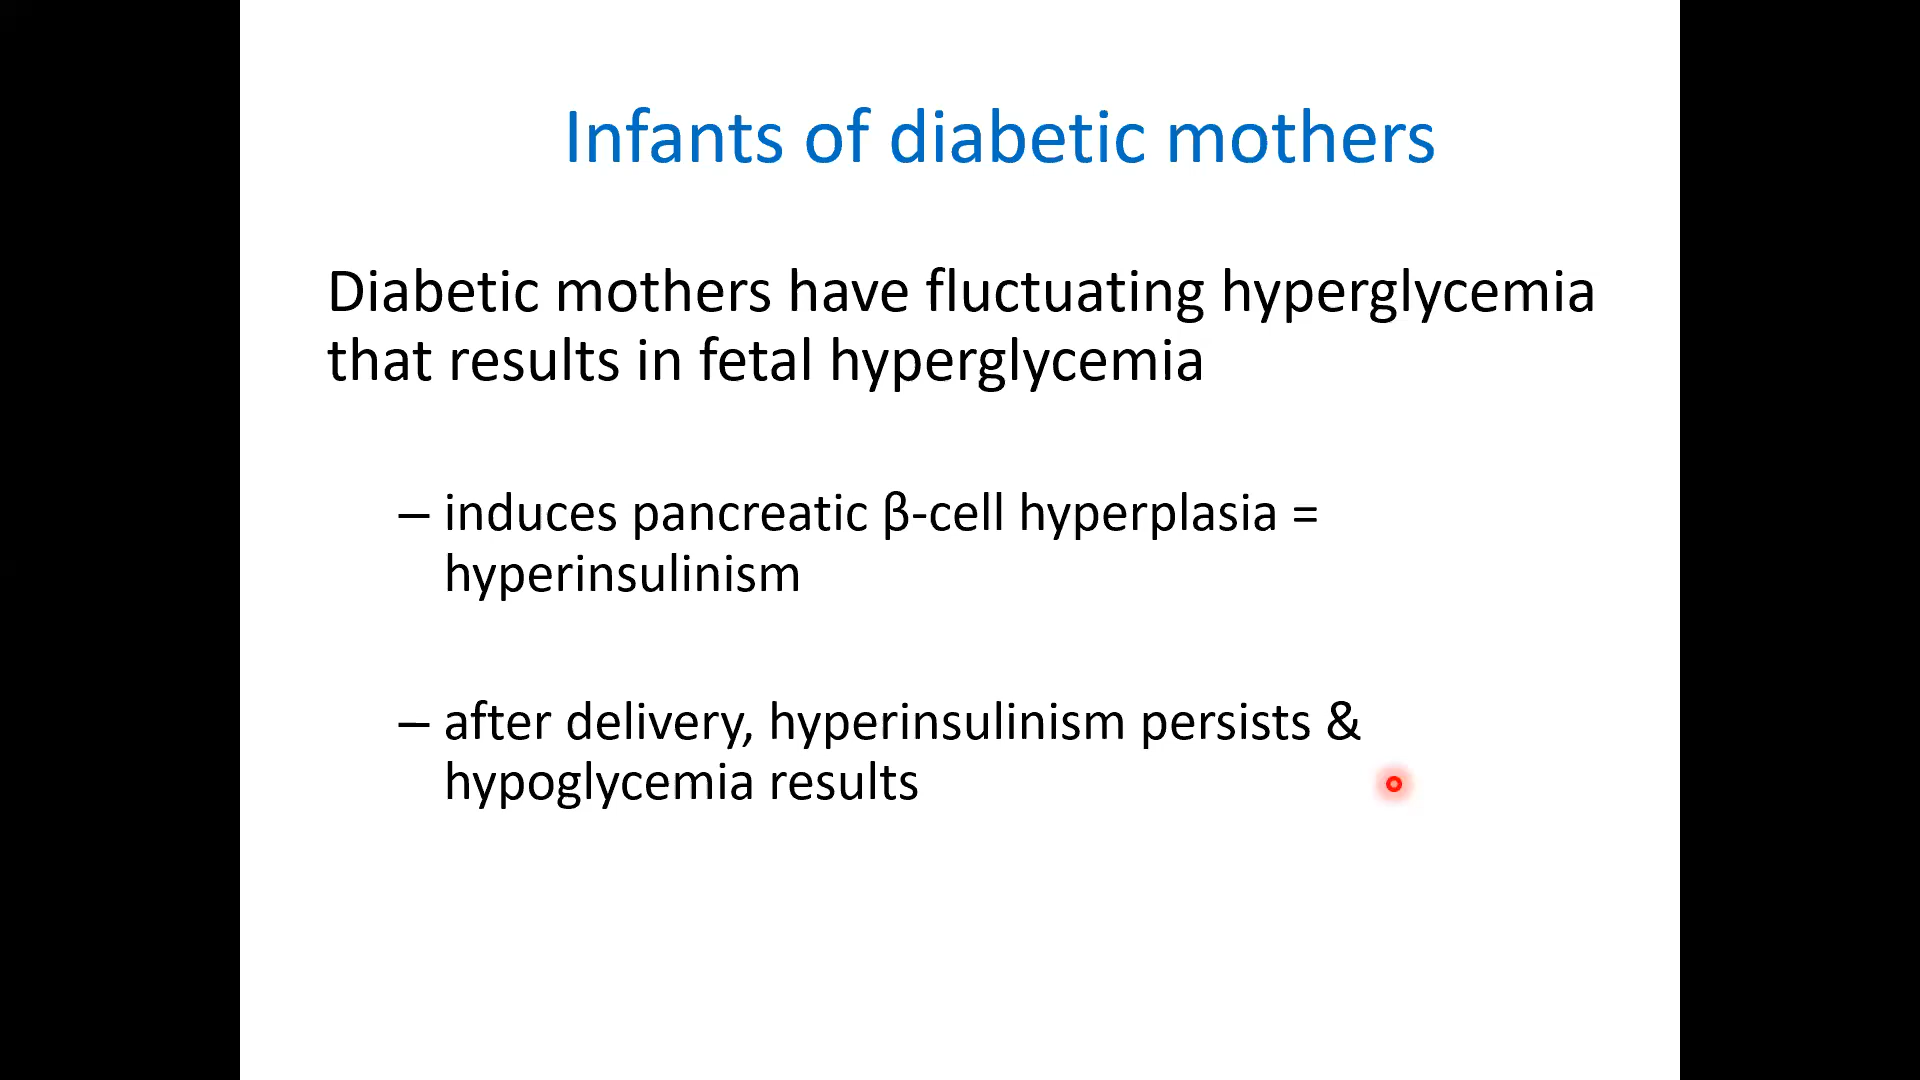 Infants of diabetic mothers
Diabetic mothers have fluctuating hyperglycemia
that results in fetal hyperglycemia
– induces pancreatic β-cell hyperplasia =
hyperinsulinism
– after delivery, hyperinsulinism persists &
hypoglycemia results